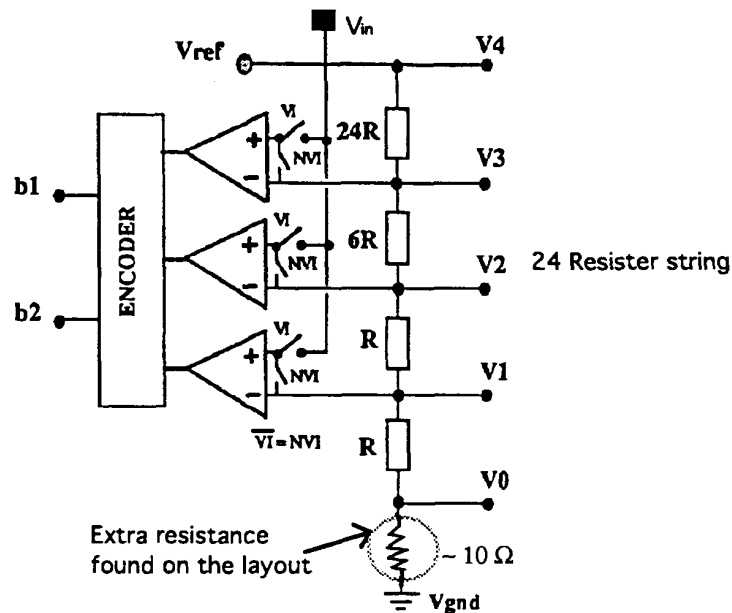 Vin
Vref
V4
VI
24R
+
NVI
V3
−
b1
ENCODER
VI
6R
+
NVI
V2
24 Resister string
−
b2
VI
R
+
NVI
V1
−
VI = NVI
R
V0
Extra resistance
found on the layout
~ 10 Ω
Vgnd